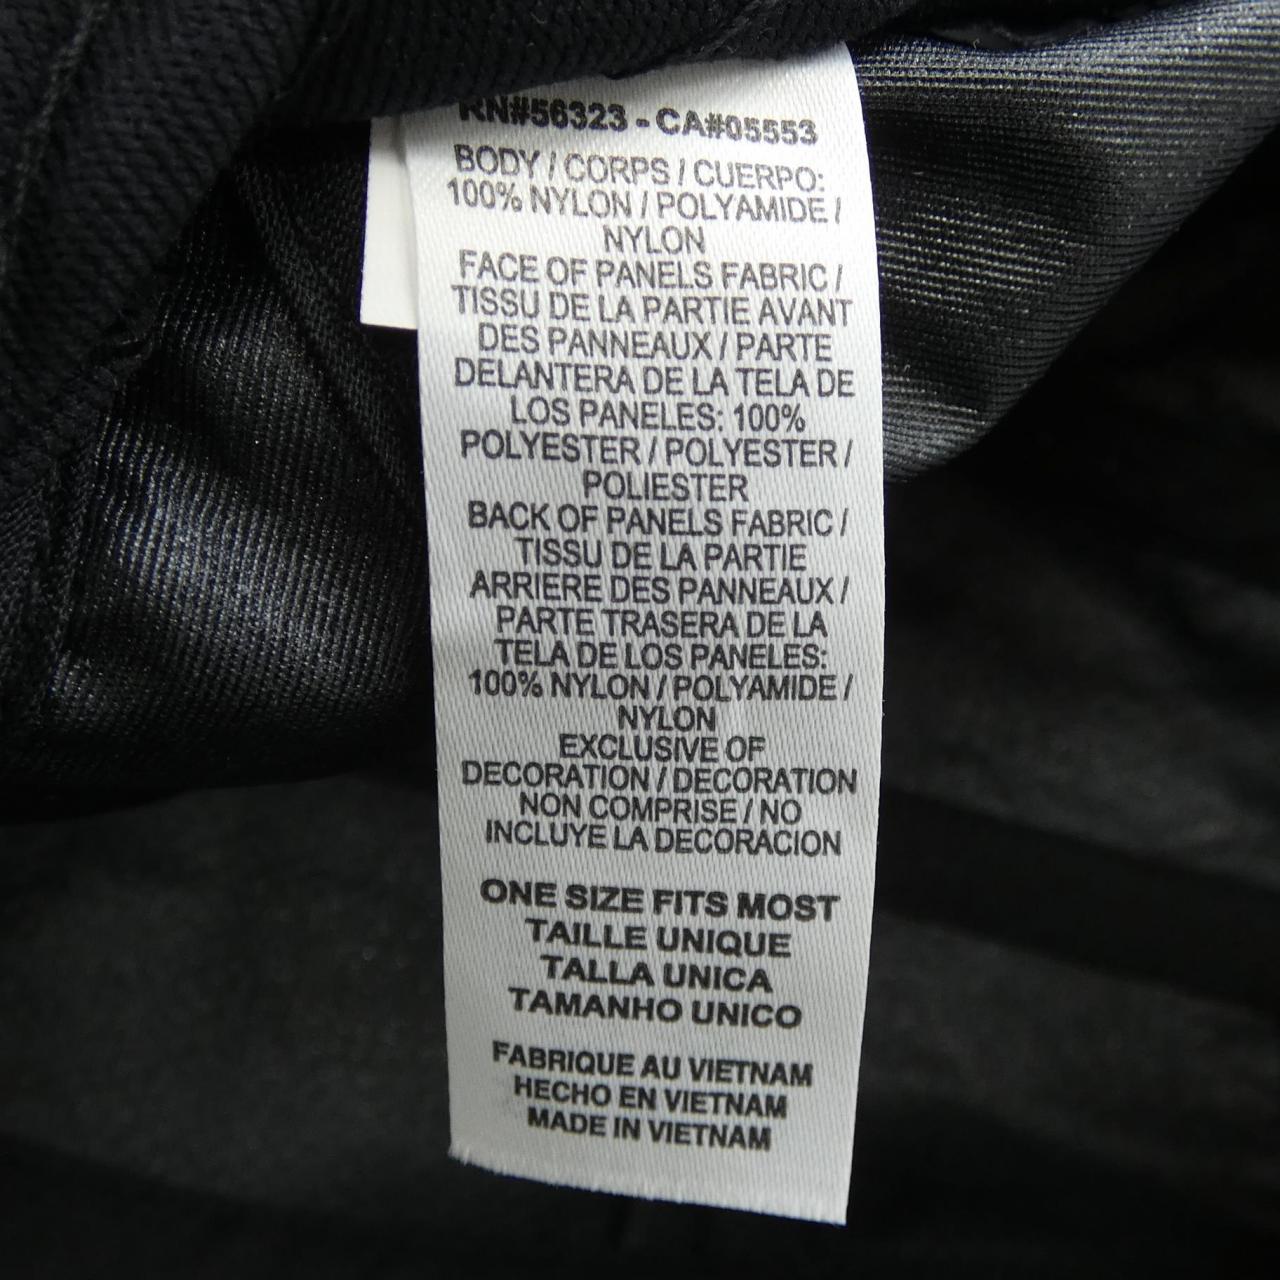 RN#56323 - CA#05553
BODY / CORPS / CUERPO:
100% NYLON / POLYAMIDE /
NYLON
FACE OF PANELS FABRIC /
TISSU DE LA PARTIE AVANT
DES PANNEAUX / PARTE
DELANTERA DE LA TELA DE
LOS PANELES: 100%
POLYESTER / POLYESTER /
POLIESTER
BACK OF PANELS FABRIC /
TISSU DE LA PARTIE
ARRIERE DES PANNEAUX /
PARTE TRASERA DE LA
TELA DE LOS PANELES:
100% NYLON / POLYAMIDE /
NYLON
EXCLUSIVE OF
DECORATION / DECORATION
NON COMPRISE / NO
INCLUYE LA DECORACION
ONE SIZE FITS MOST
TAILLE UNIQUE
TALLA UNICA
TAMANHO UNICO
FABRIQUE AU VIETNAM
HECHO EN VIETNAM
MADE IN VIETNAM